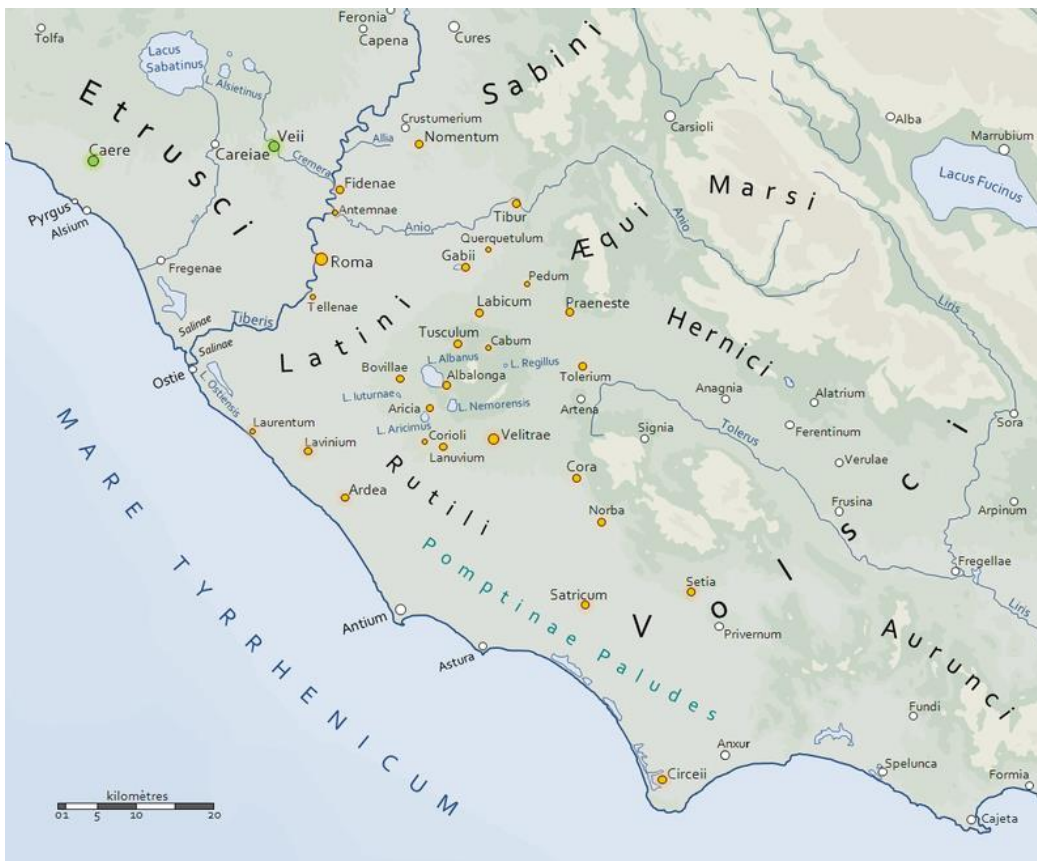 Feronia
Capena
Cures
Tolfa
Lacus
Sabatinus
L. Alsietinus
Etrusci
Sabini
Crustumerium
Allia
Nomentum
Veii
Careiae
Cremera
Caere
Carsioli
Alba
Marrubium
Lacus Fucinus
Marsi
Fidenae
Antemnae
Anio
Tibur
Anio
Pyrgus
Alsium
Æqui
Querquetulum
Gabii
Roma
Fregenae
Pedum
Tellenae
Labicum
Praeneste
Liris
Salinae
Tiberis
Latini
Hernici
Salinae
Tusculum
Cabum
Ostie
L. Ostiensis
L. Albanus
L. Regillus
Bovillae
Albalonga
Tolerium
L. Iuturnae
Anagnia
Alatrium
Aricia
L. Nemorensis
Artena
Sora
L. Aricimus
Laurentum
Corioli
Velitrae
Signia
Tolerus
Ferentinum
Lavinium
Lanuvium
Verulae
Rutili
Cora
Ardea
Norba
Frusina
Arpinum
Volsci
Fregellae
Pomptinae Paludes
Setia
Satricum
Liris
Antium
Privernum
Aurunci
Astura
MARE TYRRHENICUM
Fundi
Anxur
Circeii
Spelunca
Formia
Cajeta
kilomètres
01 5 10 20